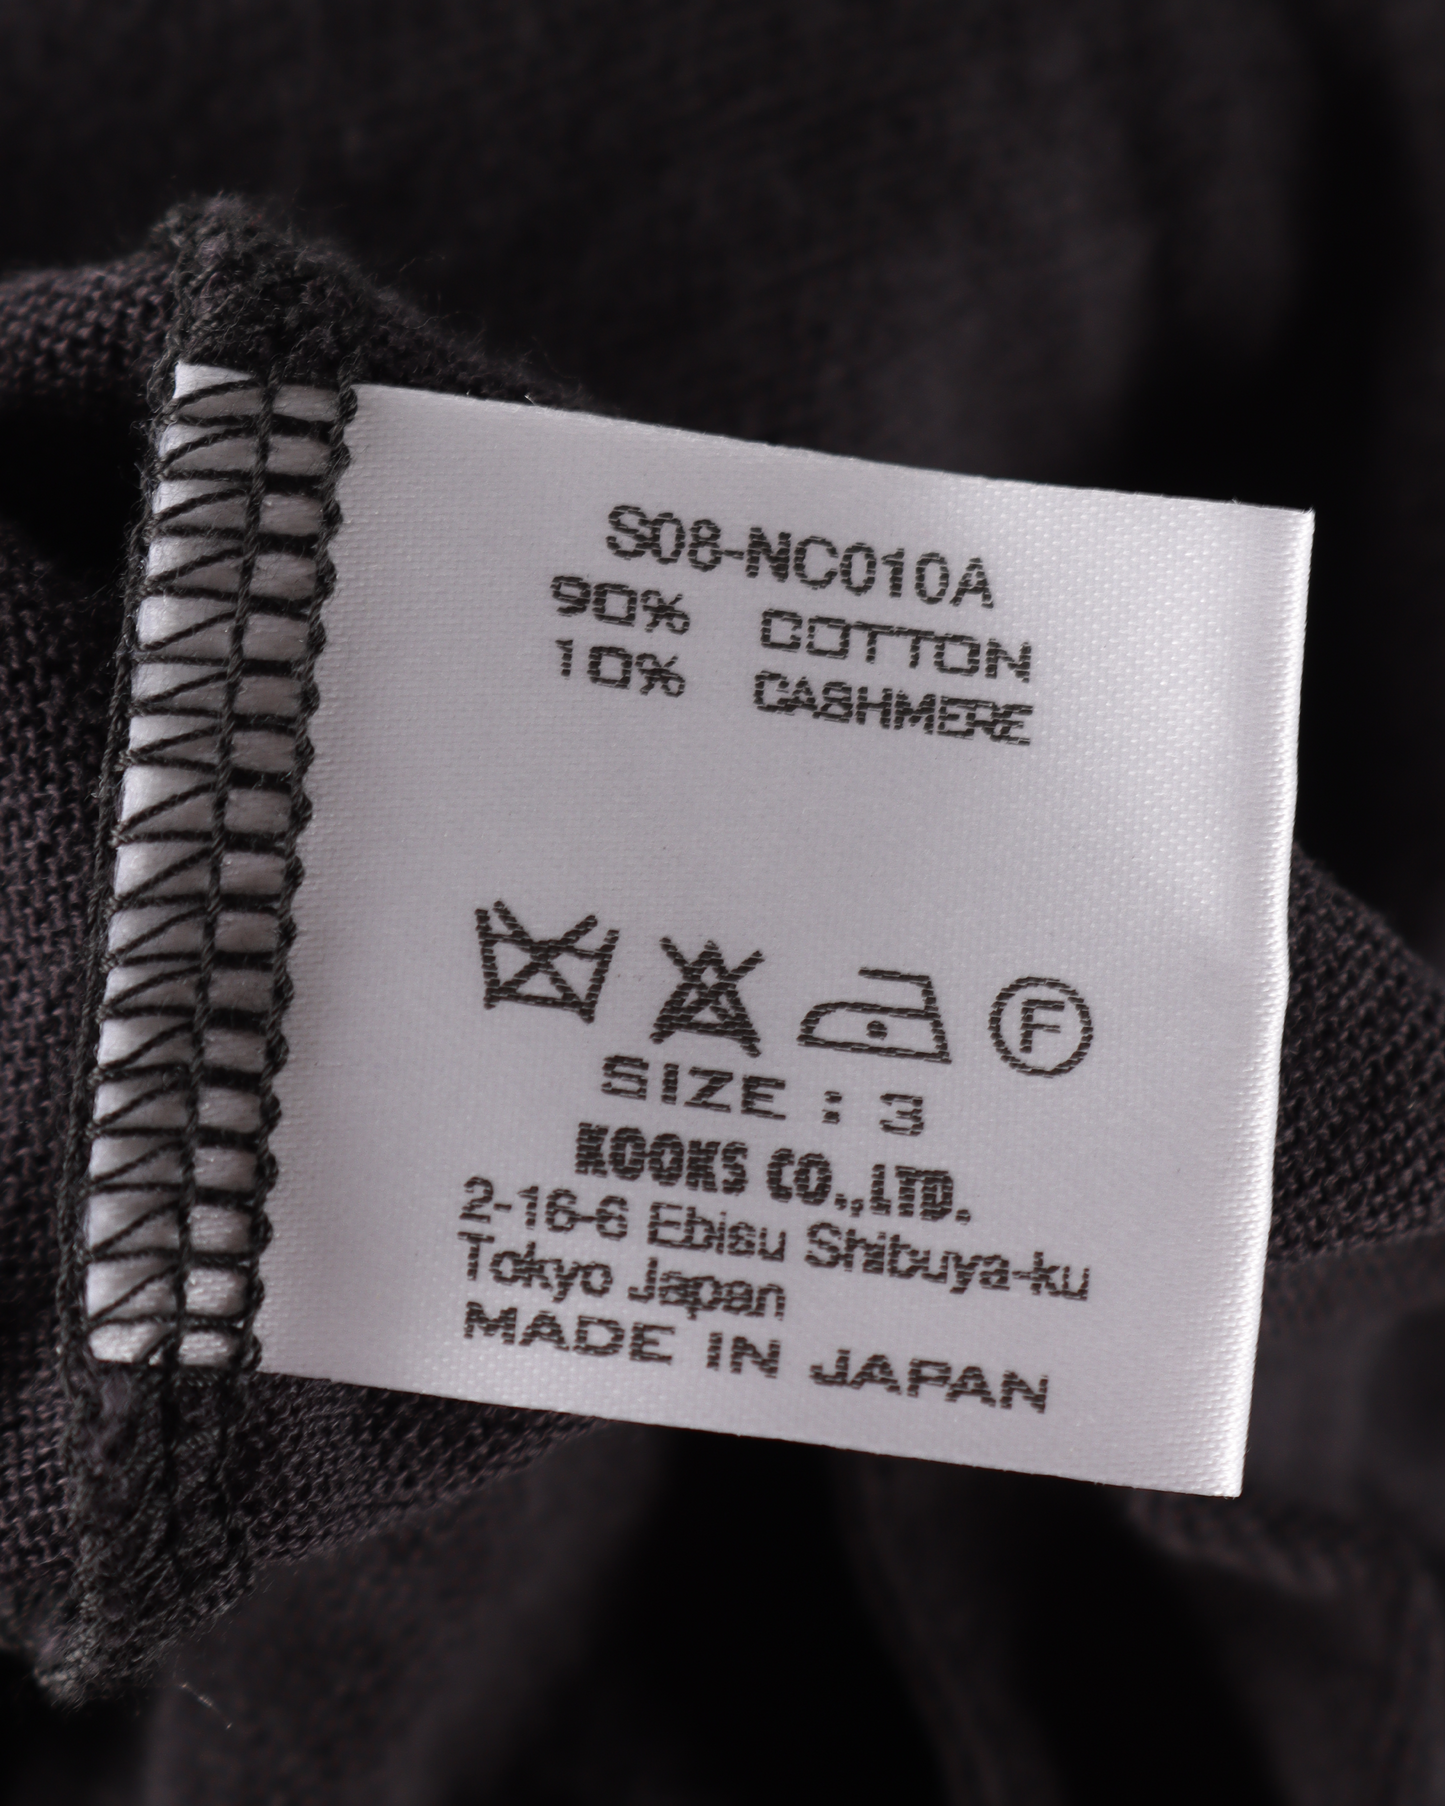 S08-NC010A
90% COTTON
10% CASHMERE
F
SIZE : 3
KOOKS CO.,LTD.
2-16-6 Ebisu Shibuya-ku
Tokyo Japan
MADE IN JAPAN